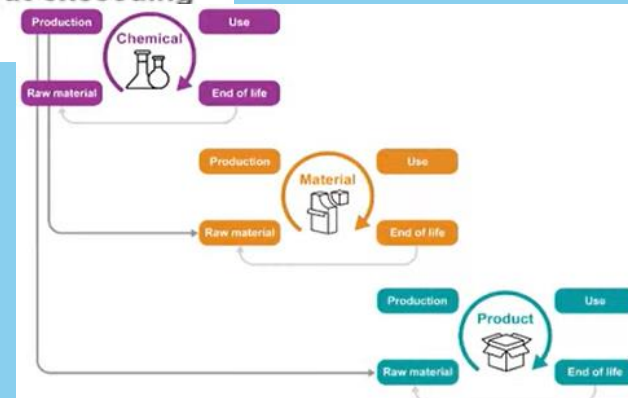 Production
Use
Chemical
Raw material
End of life
Production
Use
Material
Raw material
End of life
Production
Use
Product
Raw material
End of life